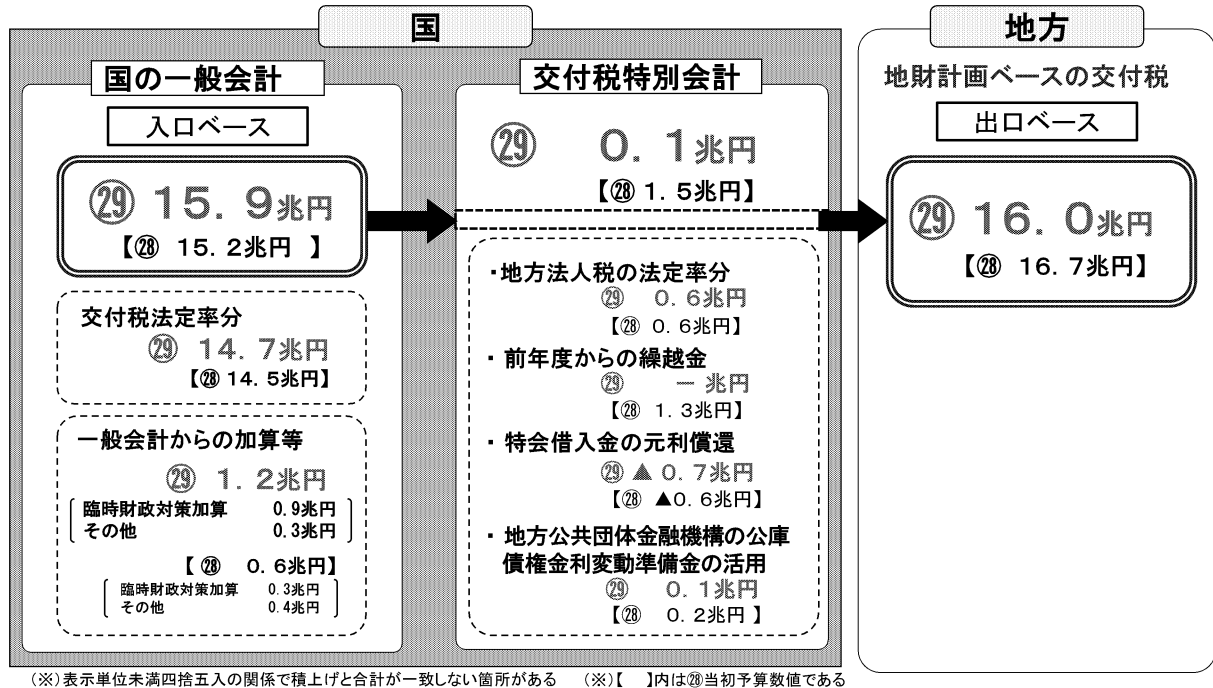 国
国の一般会計
入口ベース
㉙ 15.9兆円
【㉘ 15.2兆円 】
交付税法定率分
㉙ 14.7兆円
【㉘ 14.5兆円】
一般会計からの加算等
㉙ 1.2兆円
臨時財政対策加算 0.9兆円
その他 0.3兆円
【 ㉘ 0.6兆円】
臨時財政対策加算 0.3兆円
その他 0.4兆円
交付税特別会計
㉙ 0.1兆円
【㉘ 1.5兆円】
・地方法人税の法定率分
㉙ 0.6兆円
【㉘ 0.6兆円】
・前年度からの繰越金
㉙ － 兆円
【㉘ 1.3兆円】
・特会借入金の元利償還
㉙ ▲ 0.7兆円
【㉘ ▲0.6兆円】
・地方公共団体金融機構の公庫
債権金利変動準備金の活用
㉙ 0.1兆円
【㉘ 0.2兆円 】
地方
地財計画ベースの交付税
出口ベース
㉙ 16.0兆円
【㉘ 16.7兆円】
（※）表示単位未満四捨五入の関係で積上げと合計が一致しない箇所がある （※）【 】内は㉘当初予算数値である